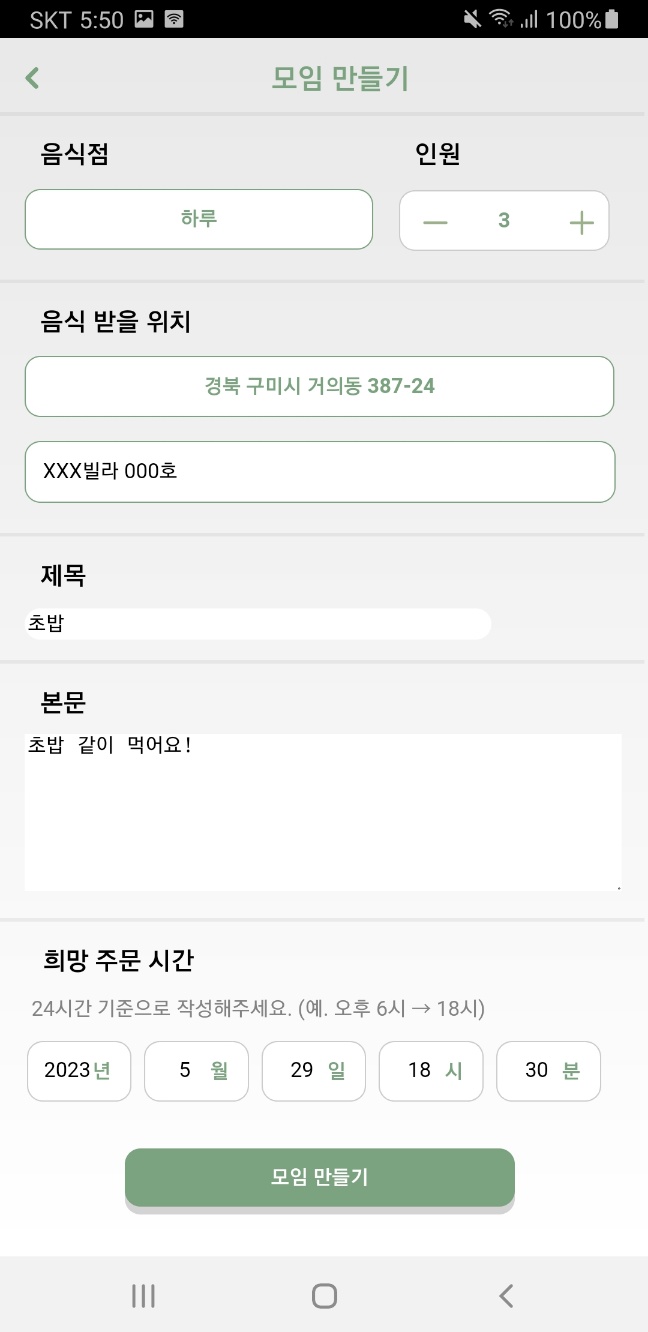 SKT 5:50 100%
모임 만들기
음식점 인원
하루 3
음식 받을 위치
경북 구미시 거의동 387-24
XXX빌라 000호
제목
초밥
본문
초밥 같이 먹어요!
희망 주문 시간
24시간 기준으로 작성해주세요. (예. 오후 6시 → 18시)
2023년 5 월 29 일 18 시 30 분
모임 만들기